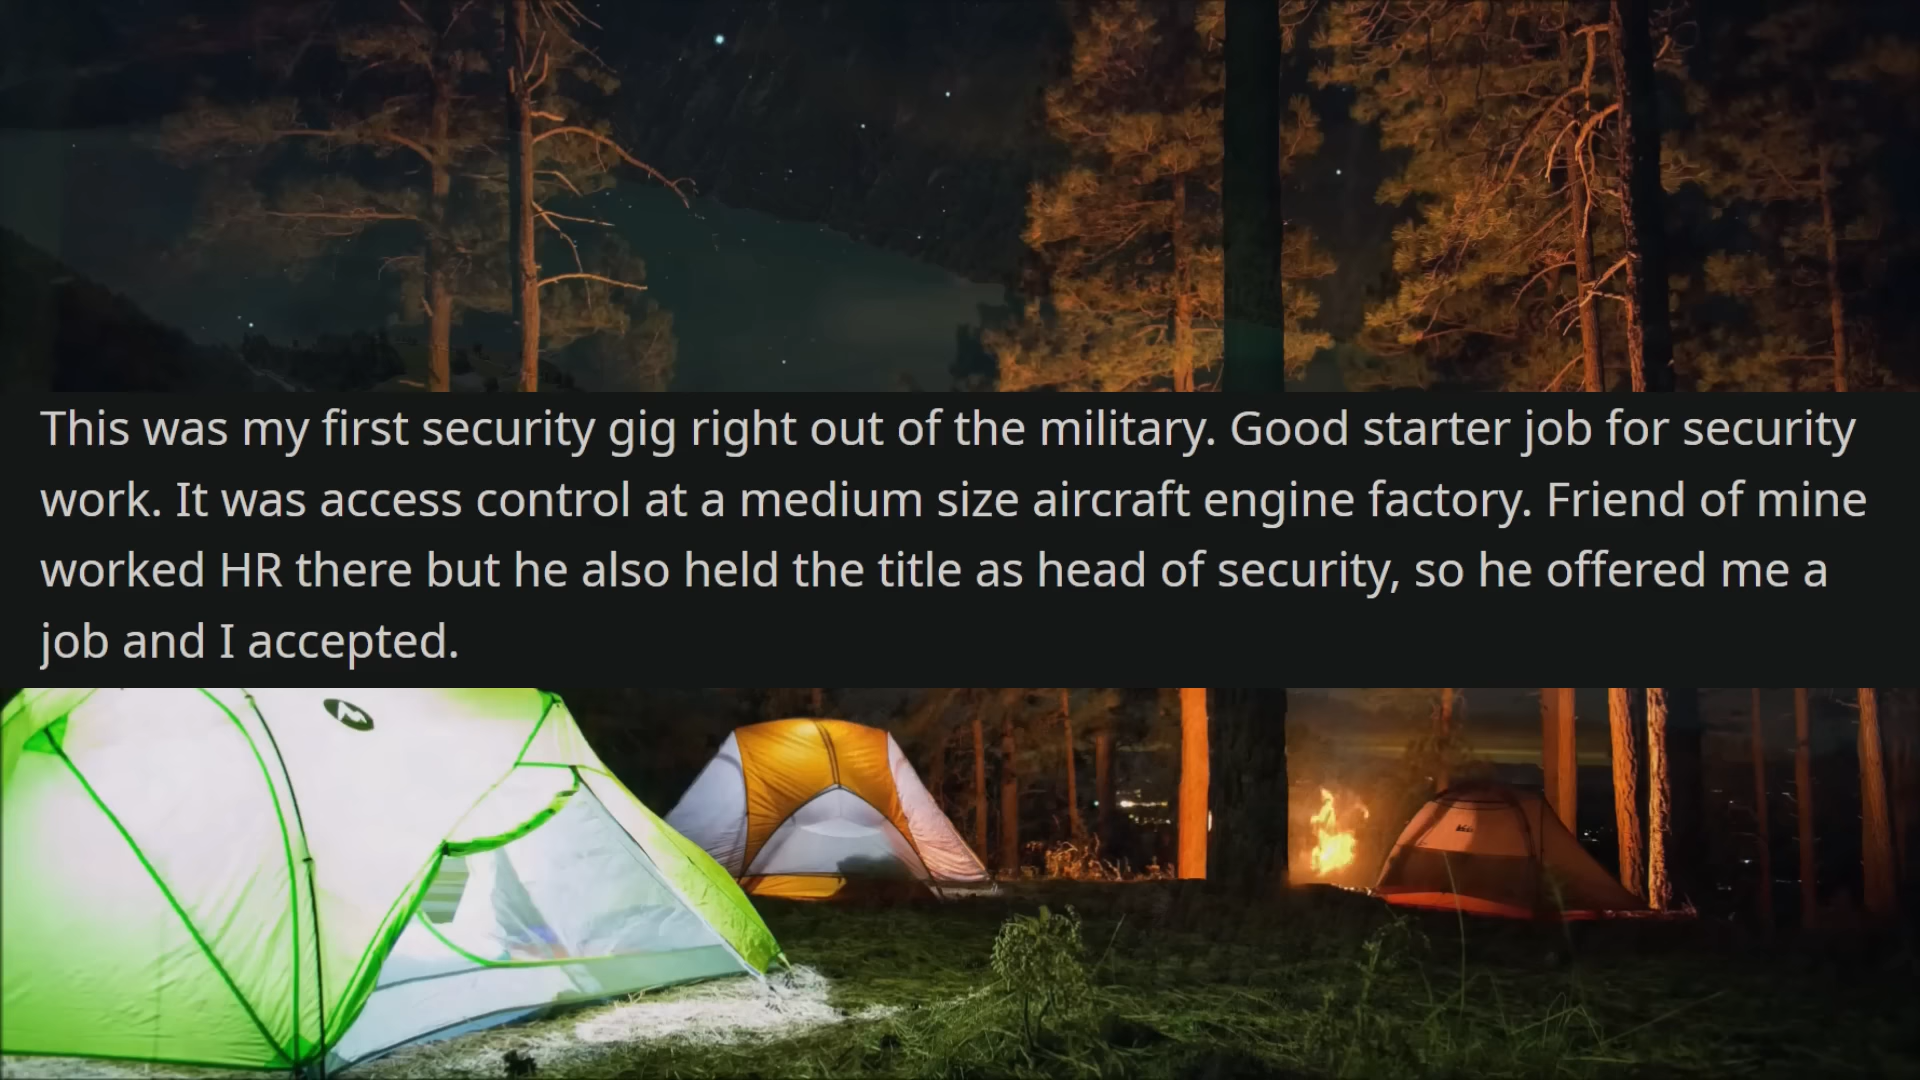 This was my first security gig right out of the military. Good starter job for security
work. It was access control at a medium size aircraft engine factory. Friend of mine
worked HR there but he also held the title as head of security, so he offered me a
job and I accepted.